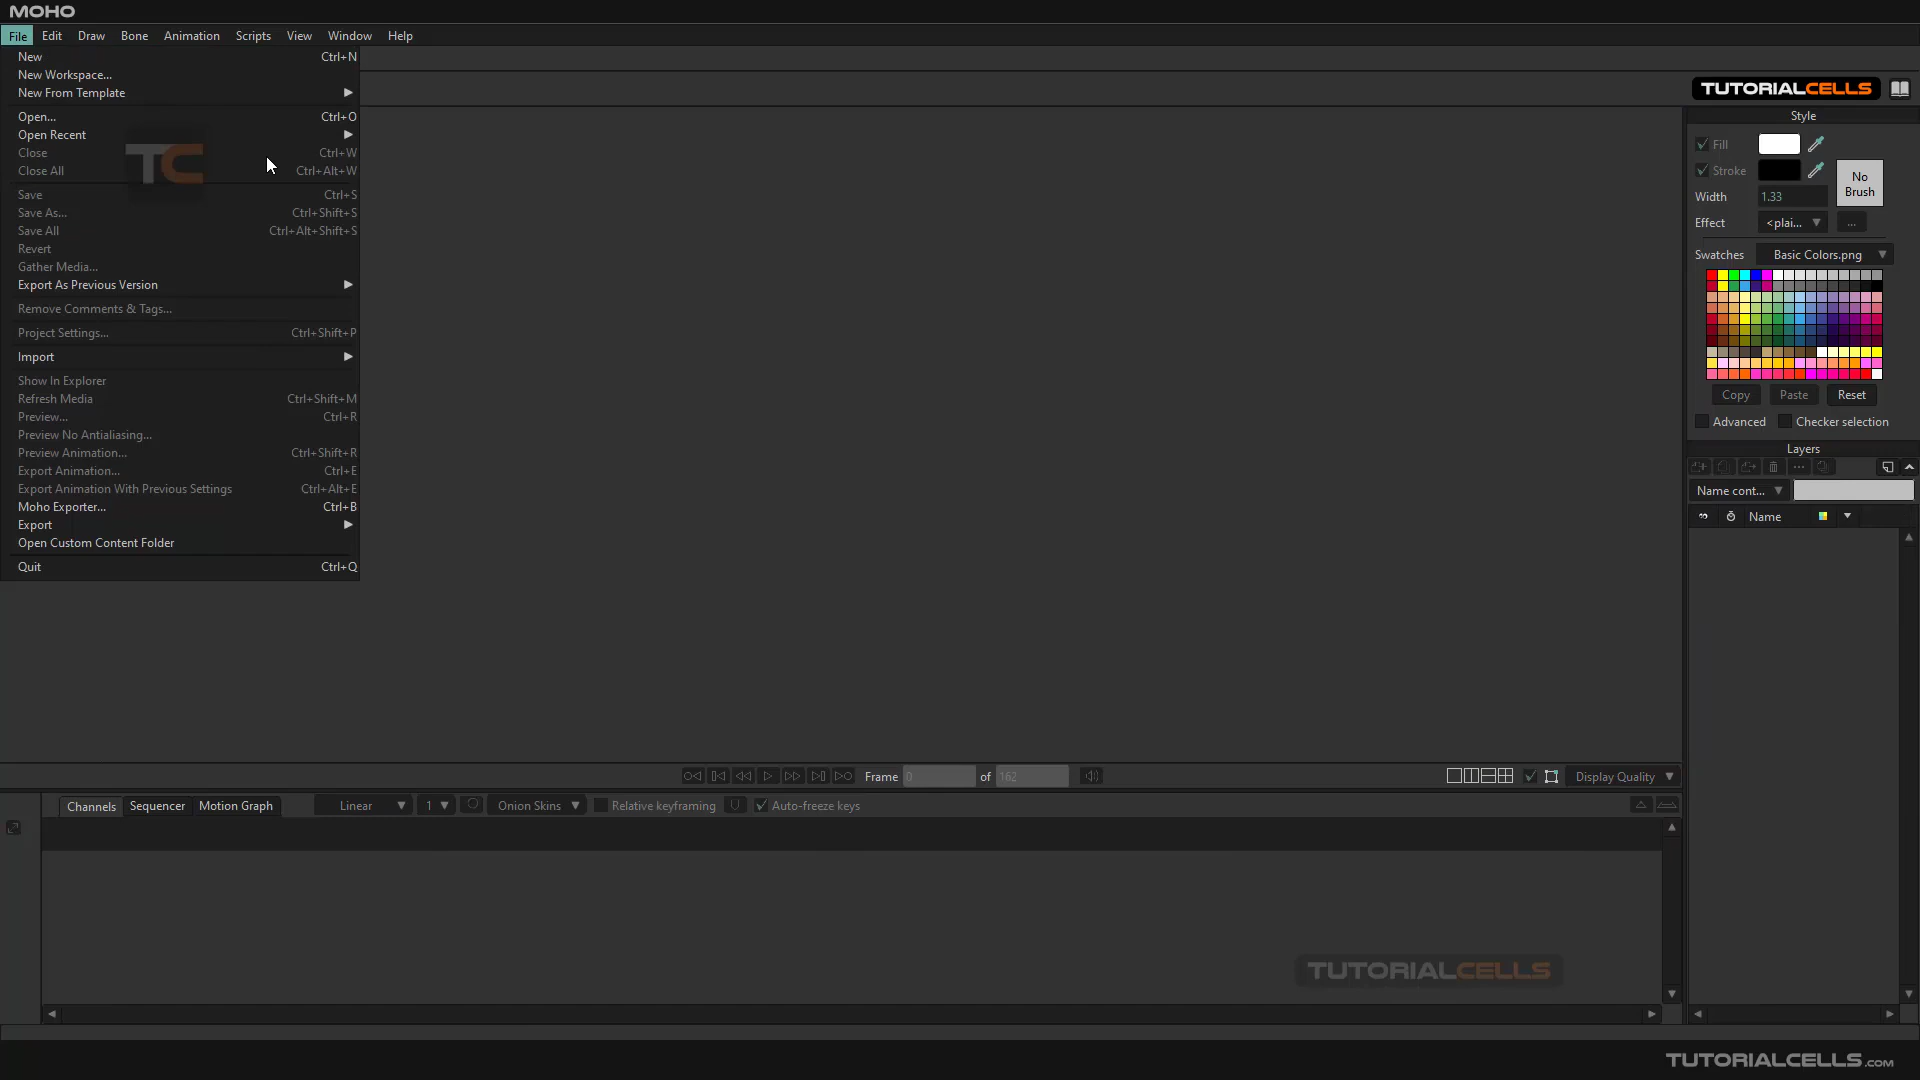 MOHO
File Edit Draw Bone Animation Scripts View Window Help
New Ctrl+N
New Workspace...
New From Template
Open... Ctrl+O
Open Recent
Close Ctrl+W
Close All Ctrl+Alt+W
TC
Save Ctrl+S
Save As... Ctrl+Shift+S
Save All Ctrl+Alt+Shift+S
Revert
Gather Media...
Export As Previous Version
Remove Comments & Tags...
Project Settings... Ctrl+Shift+P
Import
Show In Explorer
Refresh Media Ctrl+Shift+M
Preview... Ctrl+R
Preview No Antialiasing...
Preview Animation... Ctrl+Shift+R
Export Animation... Ctrl+E
Export Animation With Previous Settings Ctrl+Alt+E
Moho Exporter... Ctrl+B
Export
Open Custom Content Folder
Quit Ctrl+Q
TUTORIALCELLS
Style
Fill
Stroke
No
Brush
Width 1.33
Effect <plai... ...
Swatches Basic Colors.png
Copy Paste Reset
Advanced Checker selection
Layers
Name cont...
Name
Frame 0 of 162
Display Quality
Channels Sequencer Motion Graph Linear 1 Onion Skins Relative keyframing Auto-freeze keys
TUTORIALCELLS
TUTORIALCELLS.COM